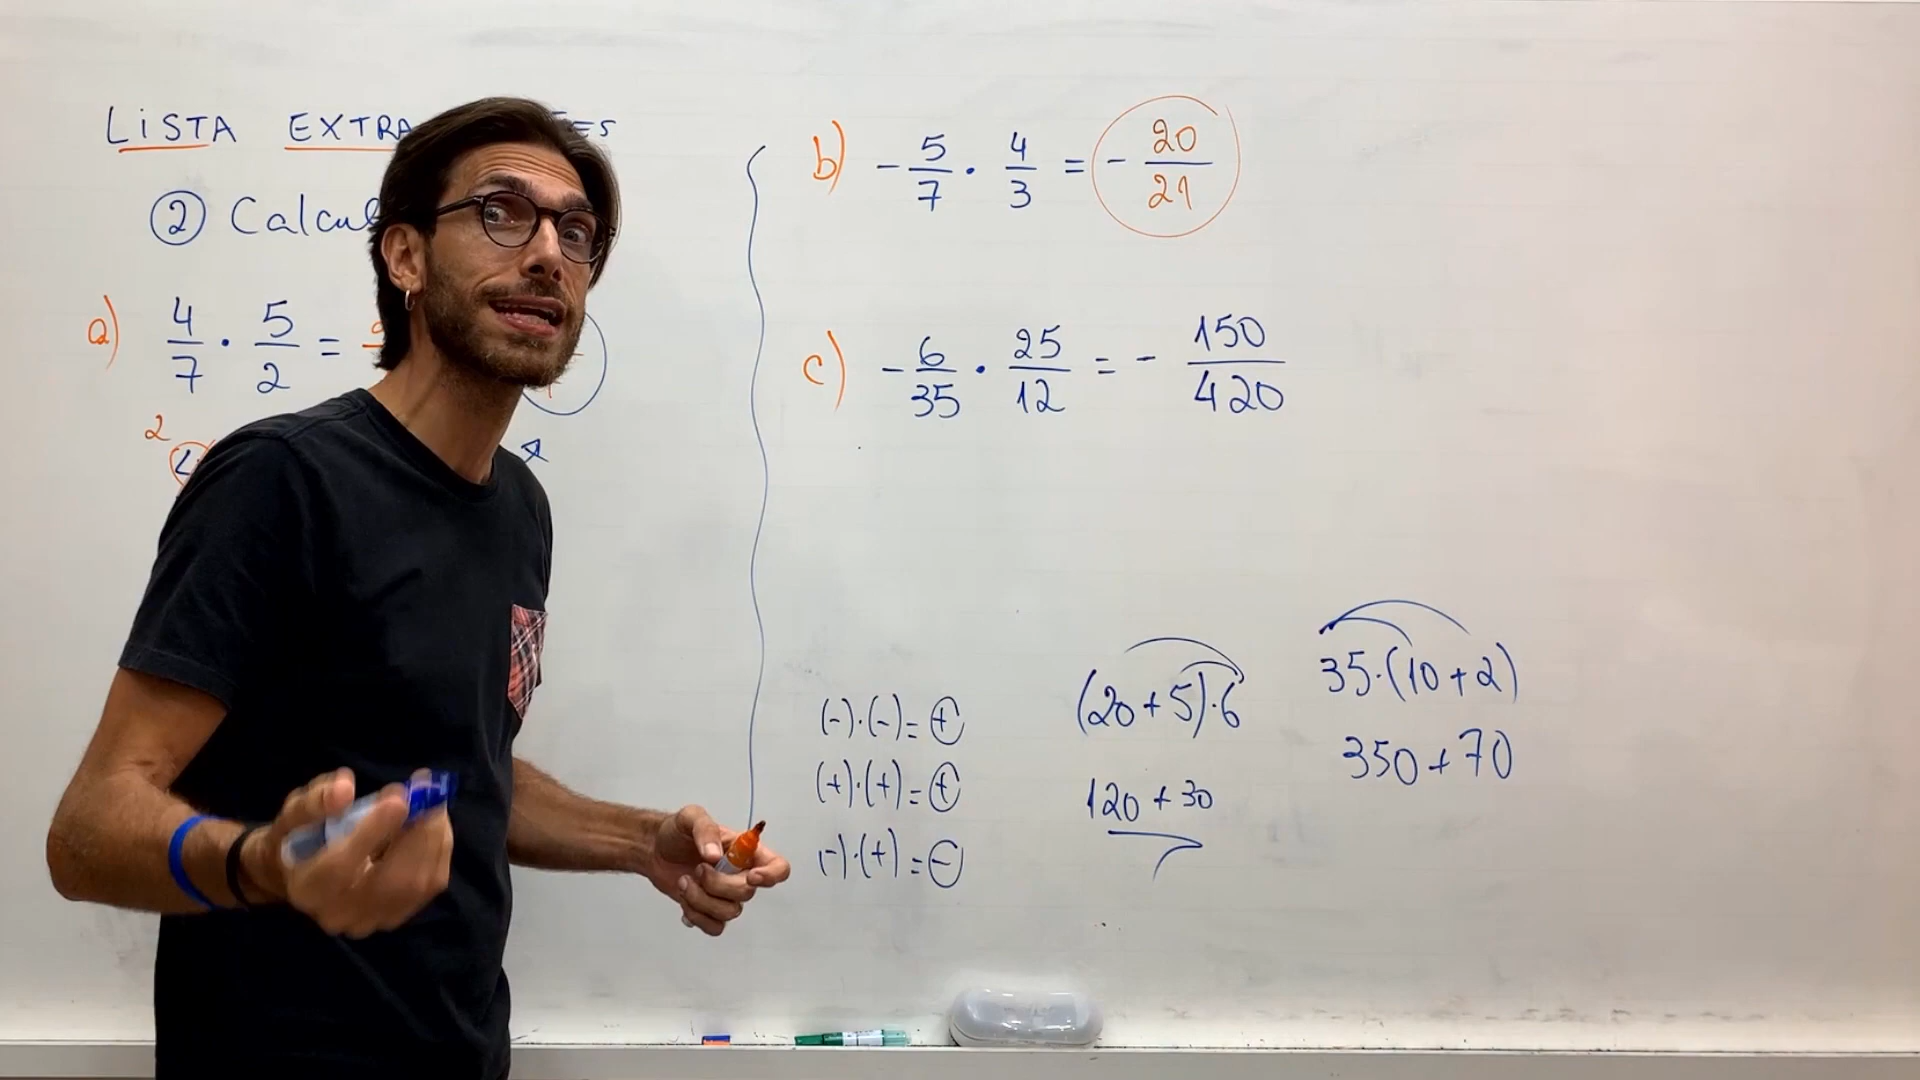 LISTA EXTRA
② Calcul
a) 4/7 · 5/2 =
2
b) - 5/7 · 4/3 = - 20/21
c) - 6/35 · 25/12 = - 150/420
(-)·(-)=⊕
(+)·(+)=⊕
(-)·(+)=⊖
(20+5)·6
120+30
35·(10+2)
350+70